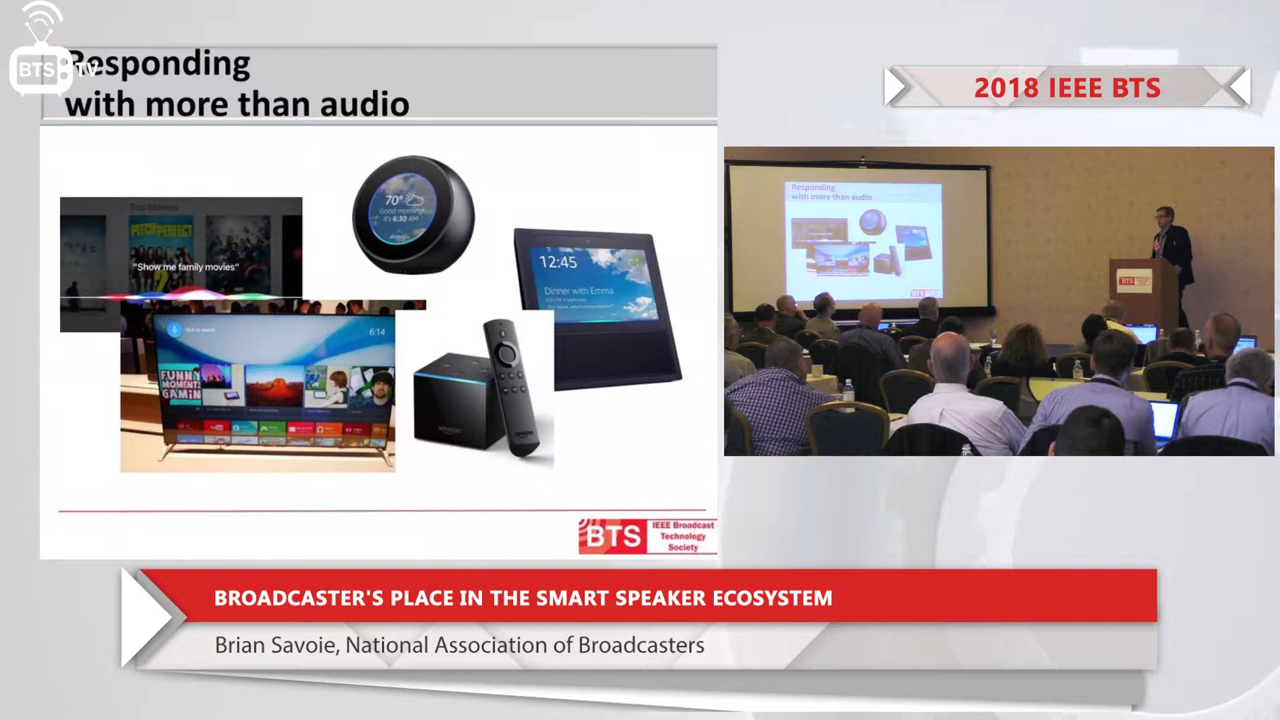 BTS TV
Responding
with more than audio
2018 IEEE BTS
Top Movies
PITCH PERFECT
"Show me family movies"
70°
Good morning
it's 6:30 AM
12:45
Dinner with Emma
Click to search
6:14
FUNNY
MOMENTS
GAMIN
amazon
Responding
with more than audio
BTS
BTS
IEEE Broadcast
Technology
Society
BROADCASTER'S PLACE IN THE SMART SPEAKER ECOSYSTEM
Brian Savoie, National Association of Broadcasters